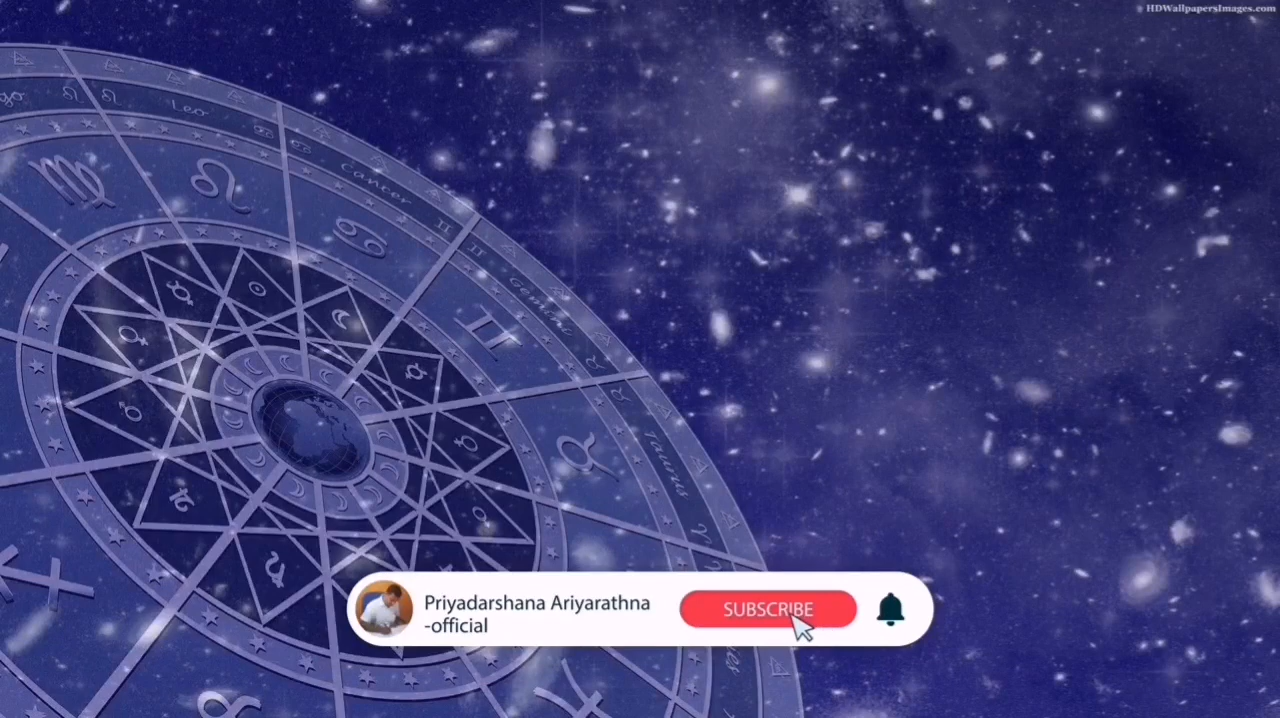 HDWallpapersImages.com
Leo
Cancer
Gemini
Taurus
Priyadarshana Ariyarathna
-official
SUBSCRIBE